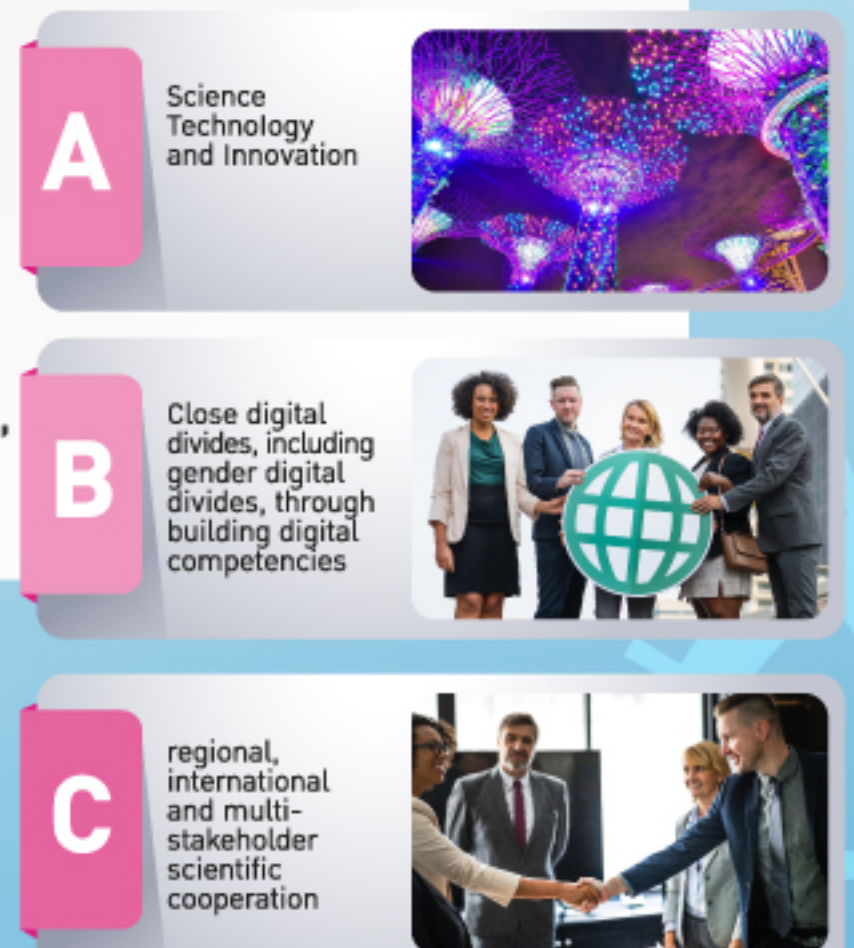 A
Science
Technology
and Innovation
B
Close digital
divides, including
gender digital
divides, through
building digital
competencies
C
regional,
international
and multi-
stakeholder
scientific
cooperation